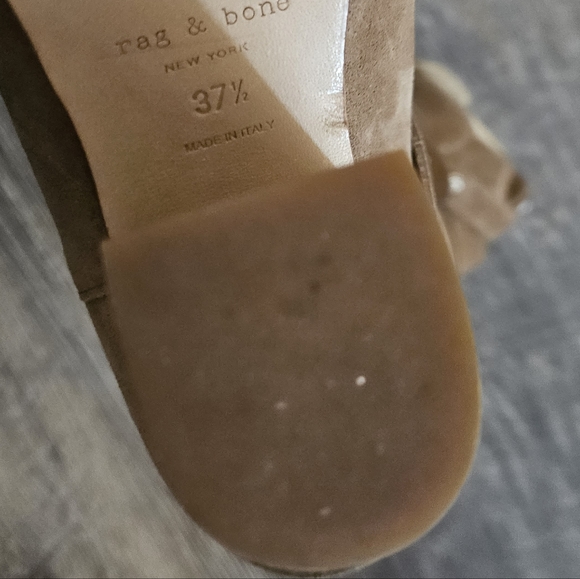 rag & bone
NEW YORK
37½
MADE IN ITALY